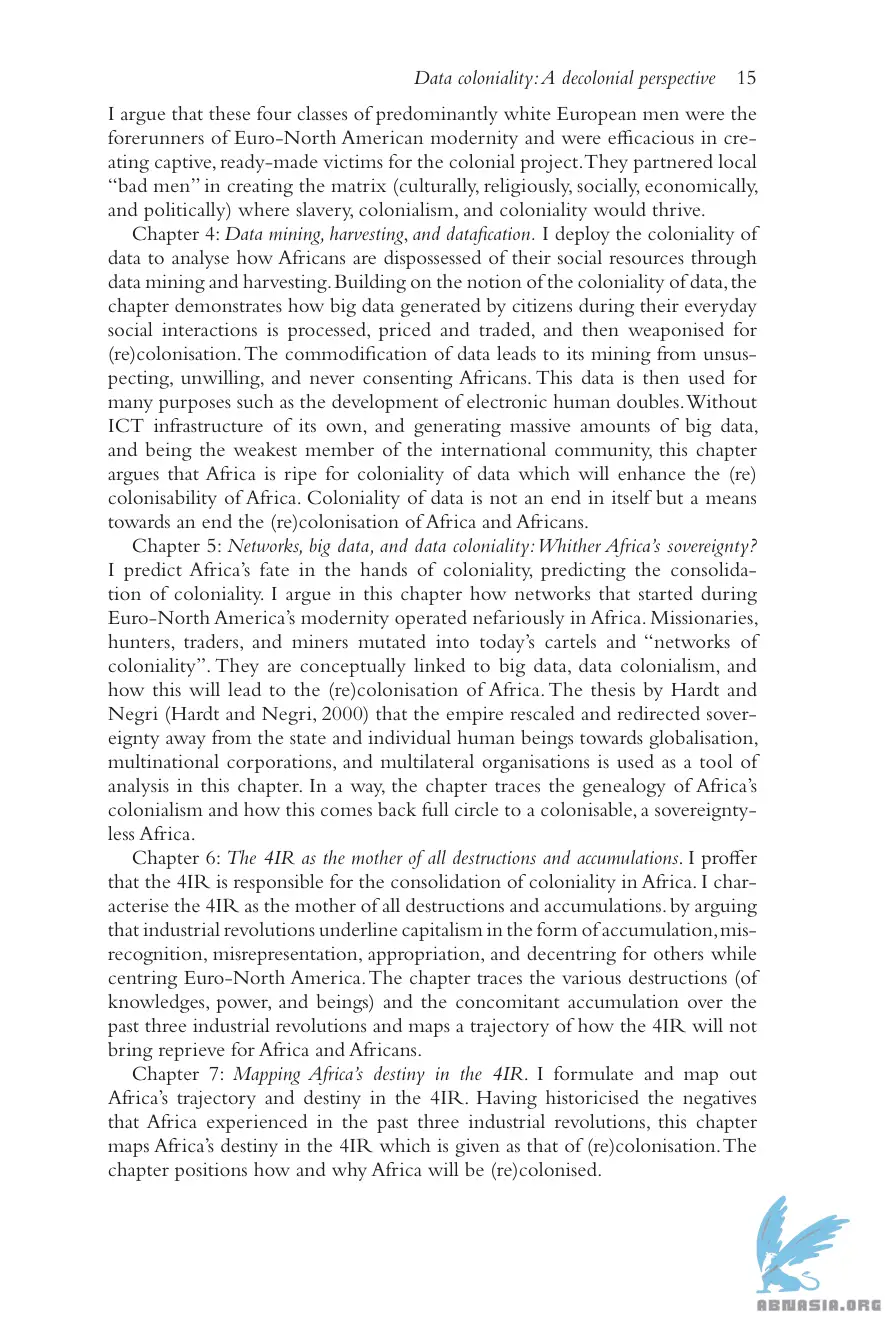 Data coloniality: A decolonial perspective 15
I argue that these four classes of predominantly white European men were the
forerunners of Euro-North American modernity and were efficacious in cre-
ating captive, ready-made victims for the colonial project. They partnered local
“bad men” in creating the matrix (culturally, religiously, socially, economically,
and politically) where slavery, colonialism, and coloniality would thrive.
Chapter 4: Data mining, harvesting, and datafication. I deploy the coloniality of
data to analyse how Africans are dispossessed of their social resources through
data mining and harvesting. Building on the notion of the coloniality of data, the
chapter demonstrates how big data generated by citizens during their everyday
social interactions is processed, priced and traded, and then weaponised for
(re)colonisation. The commodification of data leads to its mining from unsus-
pecting, unwilling, and never consenting Africans. This data is then used for
many purposes such as the development of electronic human doubles. Without
ICT infrastructure of its own, and generating massive amounts of big data,
and being the weakest member of the international community, this chapter
argues that Africa is ripe for coloniality of data which will enhance the (re)
colonisability of Africa. Coloniality of data is not an end in itself but a means
towards an end the (re)colonisation of Africa and Africans.
Chapter 5: Networks, big data, and data coloniality: Whither Africa’s sovereignty?
I predict Africa’s fate in the hands of coloniality, predicting the consolida-
tion of coloniality. I argue in this chapter how networks that started during
Euro-North America’s modernity operated nefariously in Africa. Missionaries,
hunters, traders, and miners mutated into today’s cartels and “networks of
coloniality”. They are conceptually linked to big data, data colonialism, and
how this will lead to the (re)colonisation of Africa. The thesis by Hardt and
Negri (Hardt and Negri, 2000) that the empire rescaled and redirected sover-
eignty away from the state and individual human beings towards globalisation,
multinational corporations, and multilateral organisations is used as a tool of
analysis in this chapter. In a way, the chapter traces the genealogy of Africa’s
colonialism and how this comes back full circle to a colonisable, a sovereignty-
less Africa.
Chapter 6: The 4IR as the mother of all destructions and accumulations. I proffer
that the 4IR is responsible for the consolidation of coloniality in Africa. I char-
acterise the 4IR as the mother of all destructions and accumulations. by arguing
that industrial revolutions underline capitalism in the form of accumulation, mis-
recognition, misrepresentation, appropriation, and decentring for others while
centring Euro-North America. The chapter traces the various destructions (of
knowledges, power, and beings) and the concomitant accumulation over the
past three industrial revolutions and maps a trajectory of how the 4IR will not
bring reprieve for Africa and Africans.
Chapter 7: Mapping Africa’s destiny in the 4IR. I formulate and map out
Africa’s trajectory and destiny in the 4IR. Having historicised the negatives
that Africa experienced in the past three industrial revolutions, this chapter
maps Africa’s destiny in the 4IR which is given as that of (re)colonisation. The
chapter positions how and why Africa will be (re)colonised.
ABNASIA.ORG